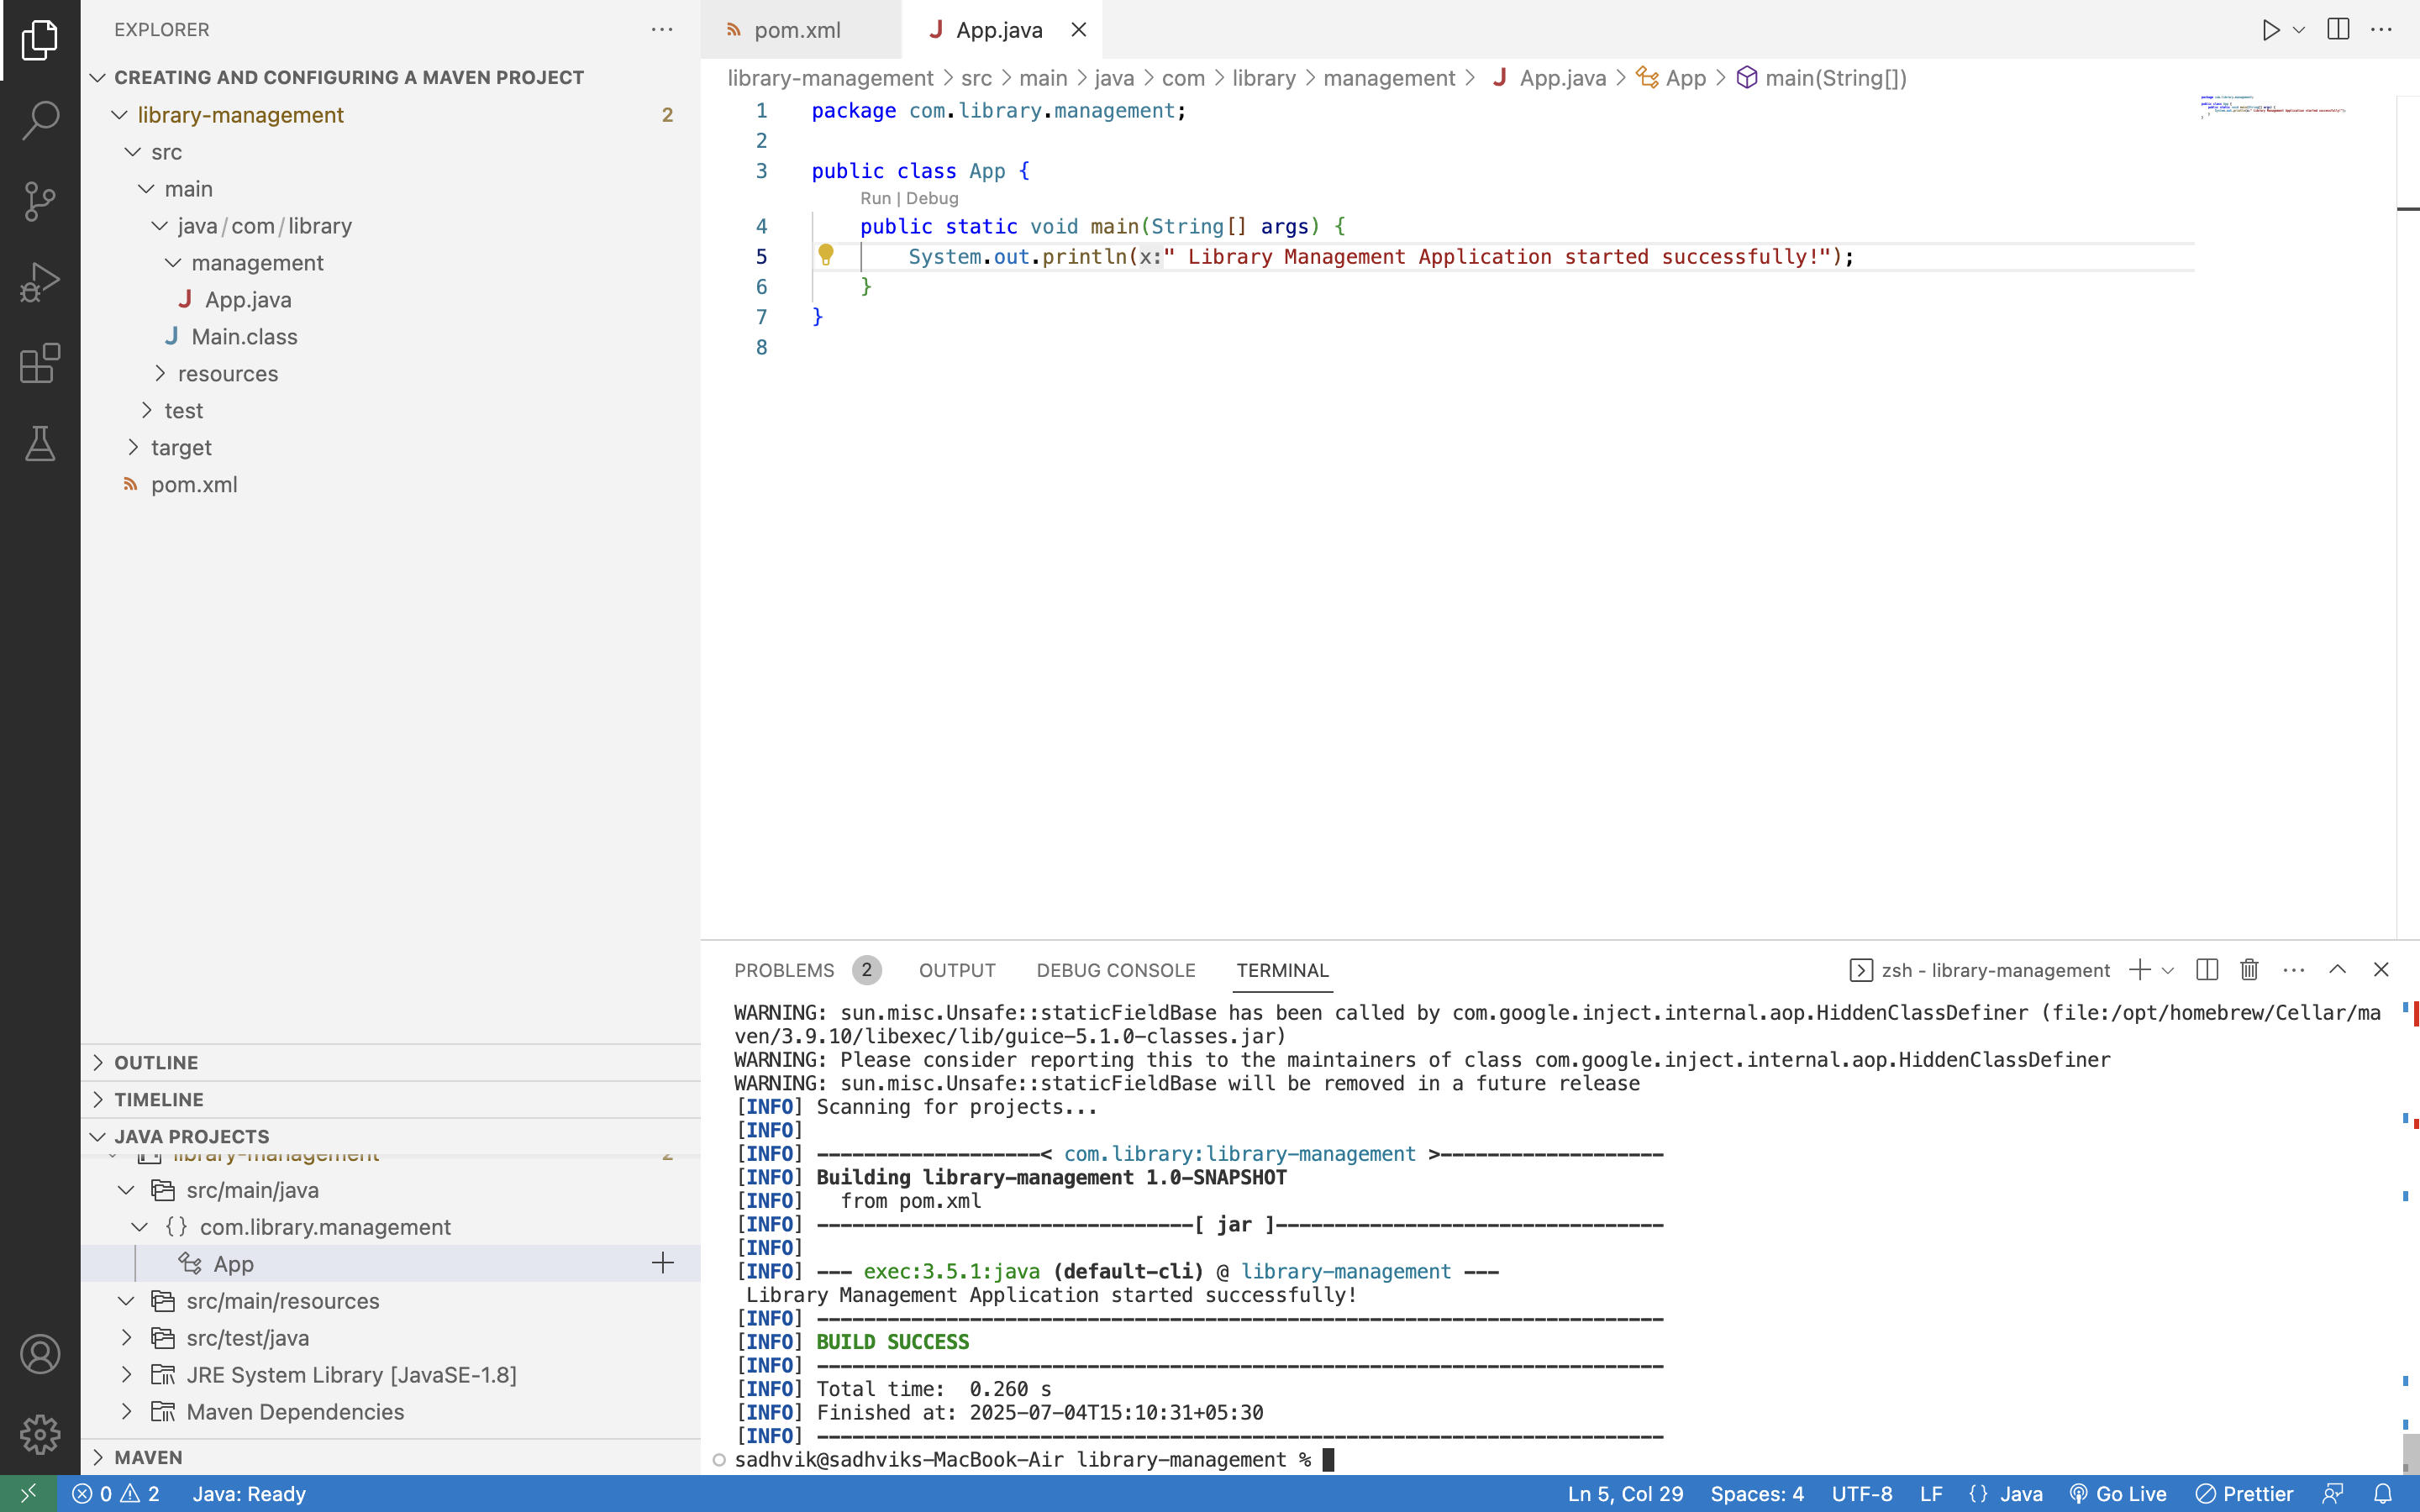 EXPLORER
CREATING AND CONFIGURING A MAVEN PROJECT
library-management 2
src
main
java/com/library
management
App.java
Main.class
resources
test
target
pom.xml
OUTLINE
TIMELINE
JAVA PROJECTS
library-management 2
src/main/java
{} com.library.management
App
src/main/resources
src/test/java
JRE System Library [JavaSE-1.8]
Maven Dependencies
MAVEN
pom.xml
App.java
library-management > src > main > java > com > library > management > J App.java > App > main(String[])
1 package com.library.management;
2
3 public class App {
Run | Debug
4 public static void main(String[] args) {
5 System.out.println(x:" Library Management Application started successfully!");
6 }
7 }
8
PROBLEMS 2 OUTPUT DEBUG CONSOLE TERMINAL
zsh - library-management
WARNING: sun.misc.Unsafe::staticFieldBase has been called by com.google.inject.internal.aop.HiddenClassDefiner (file:/opt/homebrew/Cellar/ma
ven/3.9.10/libexec/lib/guice-5.1.0-classes.jar)
WARNING: Please consider reporting this to the maintainers of class com.google.inject.internal.aop.HiddenClassDefiner
WARNING: sun.misc.Unsafe::staticFieldBase will be removed in a future release
[INFO] Scanning for projects...
[INFO]
[INFO] -------------------< com.library:library-management >-------------------
[INFO] Building library-management 1.0-SNAPSHOT
[INFO] from pom.xml
[INFO] --------------------------------[ jar ]---------------------------------
[INFO]
[INFO] --- exec:3.5.1:java (default-cli) @ library-management ---
Library Management Application started successfully!
[INFO] ------------------------------------------------------------------------
[INFO] BUILD SUCCESS
[INFO] ------------------------------------------------------------------------
[INFO] Total time:  0.260 s
[INFO] Finished at: 2025-07-04T15:10:31+05:30
[INFO] ------------------------------------------------------------------------
sadhvik@sadhviks-MacBook-Air library-management %
0 2 Java: Ready
Ln 5, Col 29 Spaces: 4 UTF-8 LF {} Java Go Live Prettier